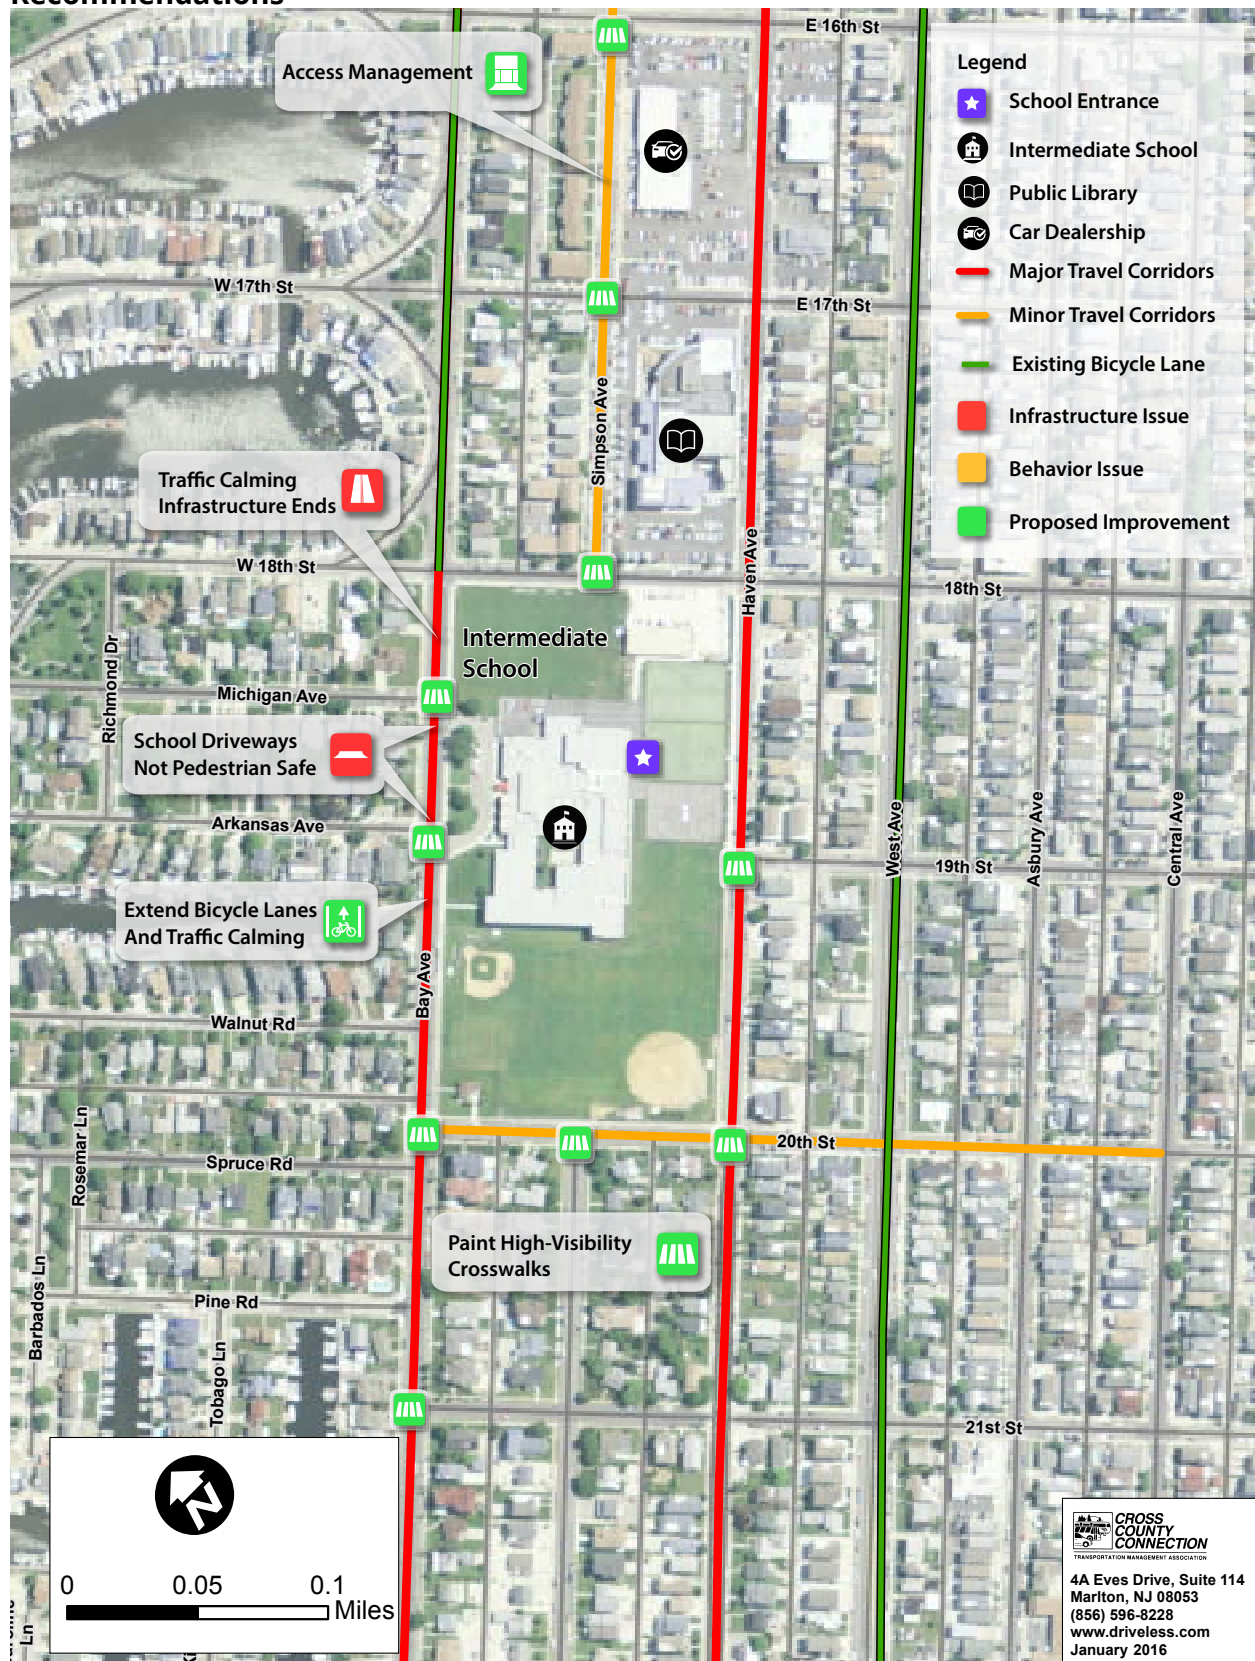 Recommendations
E 16th St
Access Management
Legend
School Entrance
Intermediate School
Public Library
Car Dealership
Major Travel Corridors
Minor Travel Corridors
Existing Bicycle Lane
Infrastructure Issue
Behavior Issue
Proposed Improvement
W 17th St
E 17th St
Simpson Ave
Traffic Calming
Infrastructure Ends
W 18th St
Haven Ave
18th St
Intermediate
School
Richmond Dr
Michigan Ave
School Driveways
Not Pedestrian Safe
Arkansas Ave
West Ave
Asbury Ave
Central Ave
19th St
Extend Bicycle Lanes
And Traffic Calming
Bay Ave
Walnut Rd
Rosemar Ln
20th St
Spruce Rd
Paint High-Visibility
Crosswalks
Barbados Ln
Pine Rd
Tobago Ln
21st St
N
0 0.05 0.1
Miles
Ln
CROSS
COUNTY
CONNECTION
TRANSPORTATION MANAGEMENT ASSOCIATION
4A Eves Drive, Suite 114
Marlton, NJ 08053
(856) 596-8228
www.driveless.com
January 2016